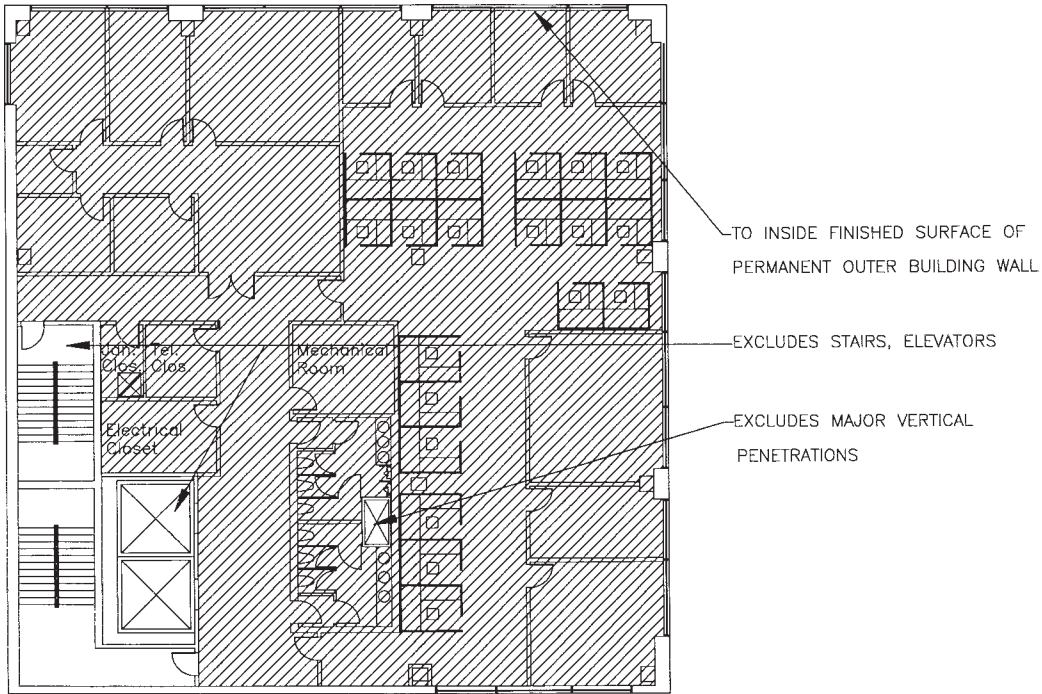 TO INSIDE FINISHED SURFACE OF
PERMANENT OUTER BUILDING WALL
EXCLUDES STAIRS, ELEVATORS
Jan. Tel.
Clos. Clos.
Mechanical
Room
EXCLUDES MAJOR VERTICAL
PENETRATIONS
Electrical
Closet